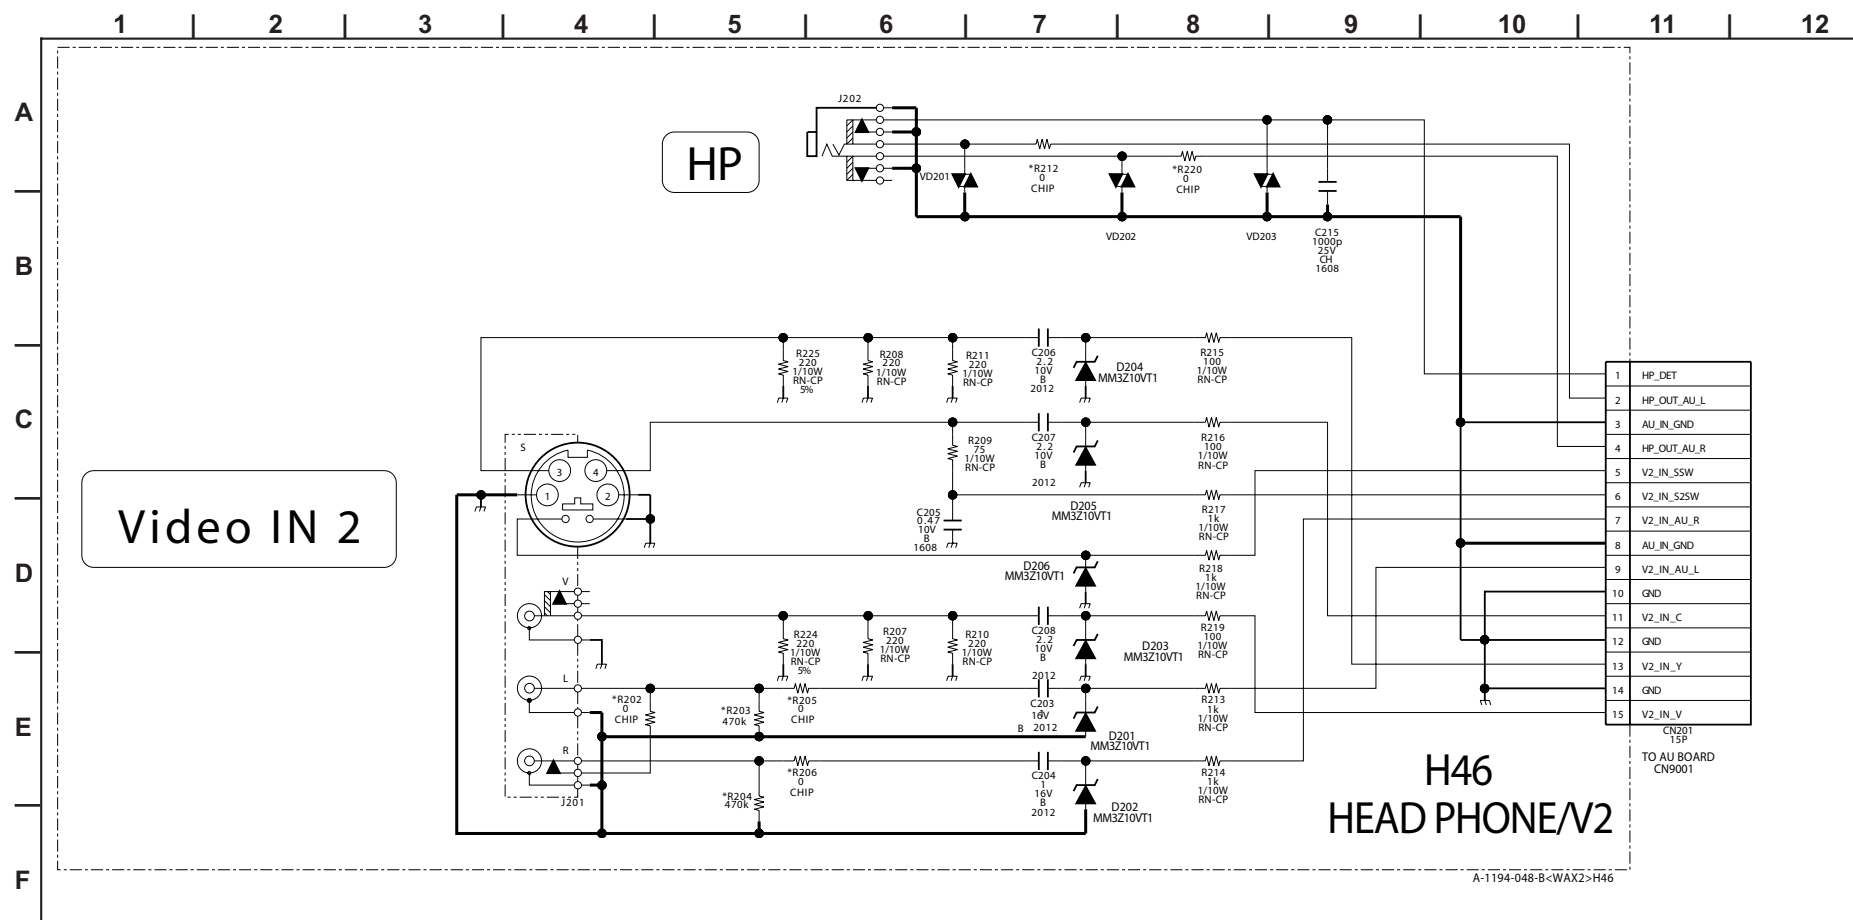 1 2 3 4 5 6 7 8 9 10 11 12
A
B
C
D
E
F
J202
HP
VD201
*R212
0
CHIP
*R220
0
CHIP
VD202
VD203
C215
1000p
25V
CH
1608
R225
220
1/10W
RN-CP
5%
R208
220
1/10W
RN-CP
R211
220
1/10W
RN-CP
C206
2.2
10V
B
2012
D204
MM3Z10VT1
R215
100
1/10W
RN-CP
R209
75
1/10W
RN-CP
C207
2.2
10V
B
2012
R216
100
1/10W
RN-CP
S
3
4
1
2
Video IN 2
C205
0.47
10V
B
1608
D205
MM3Z10VT1
R217
1k
1/10W
RN-CP
D206
MM3Z10VT1
R218
1k
1/10W
RN-CP
V
R224
220
1/10W
RN-CP
5%
R207
220
1/10W
RN-CP
R210
220
1/10W
RN-CP
C208
2.2
10V
B
2012
D203
MM3Z10VT1
R219
100
1/10W
RN-CP
L
*R202
0
CHIP
*R203
470k
*R205
0
CHIP
C203
1
16V
B 2012
D201
MM3Z10VT1
R213
1k
1/10W
RN-CP
R
J201
*R204
470k
*R206
0
CHIP
C204
1
16V
B
2012
D202
MM3Z10VT1
R214
1k
1/10W
RN-CP
1 HP_DET
2 HP_OUT_AU_L
3 AU_IN_GND
4 HP_OUT_AU_R
5 V2_IN_SSW
6 V2_IN_S2SW
7 V2_IN_AU_R
8 AU_IN_GND
9 V2_IN_AU_L
10 GND
11 V2_IN_C
12 GND
13 V2_IN_Y
14 GND
15 V2_IN_V
CN201
15P
TO AU BOARD
CN9001
H46
HEAD PHONE/V2
A-1194-048-B<WAX2>H46